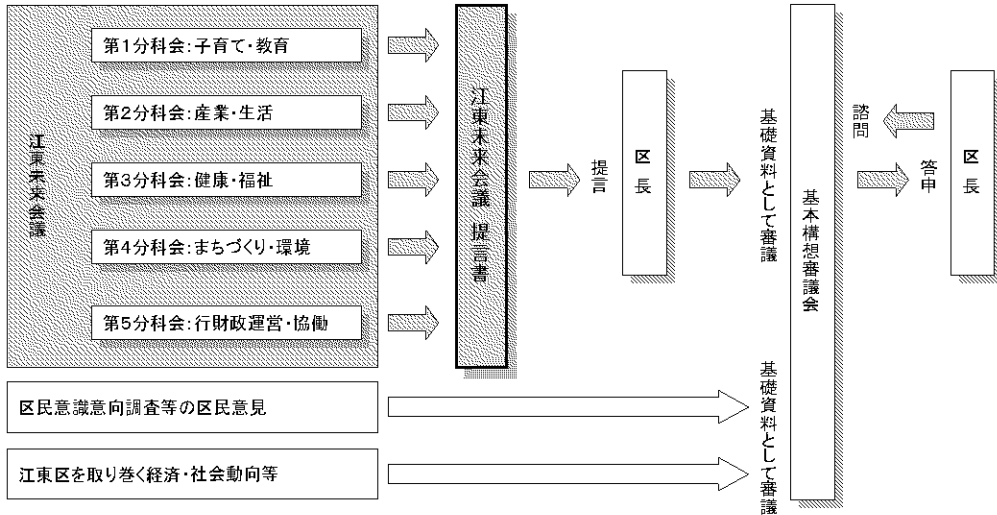 江東未来会議
第1分科会：子育て・教育
第2分科会：産業・生活
第3分科会：健康・福祉
第4分科会：まちづくり・環境
第5分科会：行財政運営・協働
江東未来会議 提言書
提言
区長
基礎資料として審議
基本構想審議会
諮問
答申
区長
区民意識意向調査等の区民意見
江東区を取り巻く経済・社会動向等
基礎資料として審議